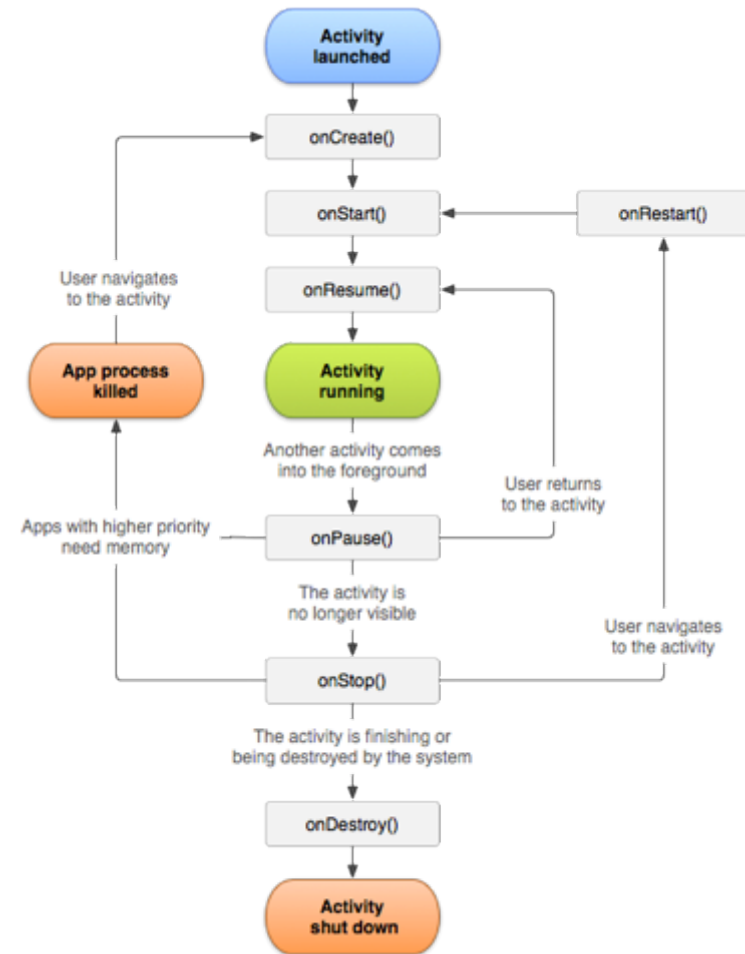 Activity
launched
onCreate()
onStart()
onRestart()
User navigates
to the activity
onResume()
App process
killed
Activity
running
Another activity comes
into the foreground
User returns
to the activity
Apps with higher priority
need memory
onPause()
The activity is
no longer visible
User navigates
to the activity
onStop()
The activity is finishing or
being destroyed by the system
onDestroy()
Activity
shut down